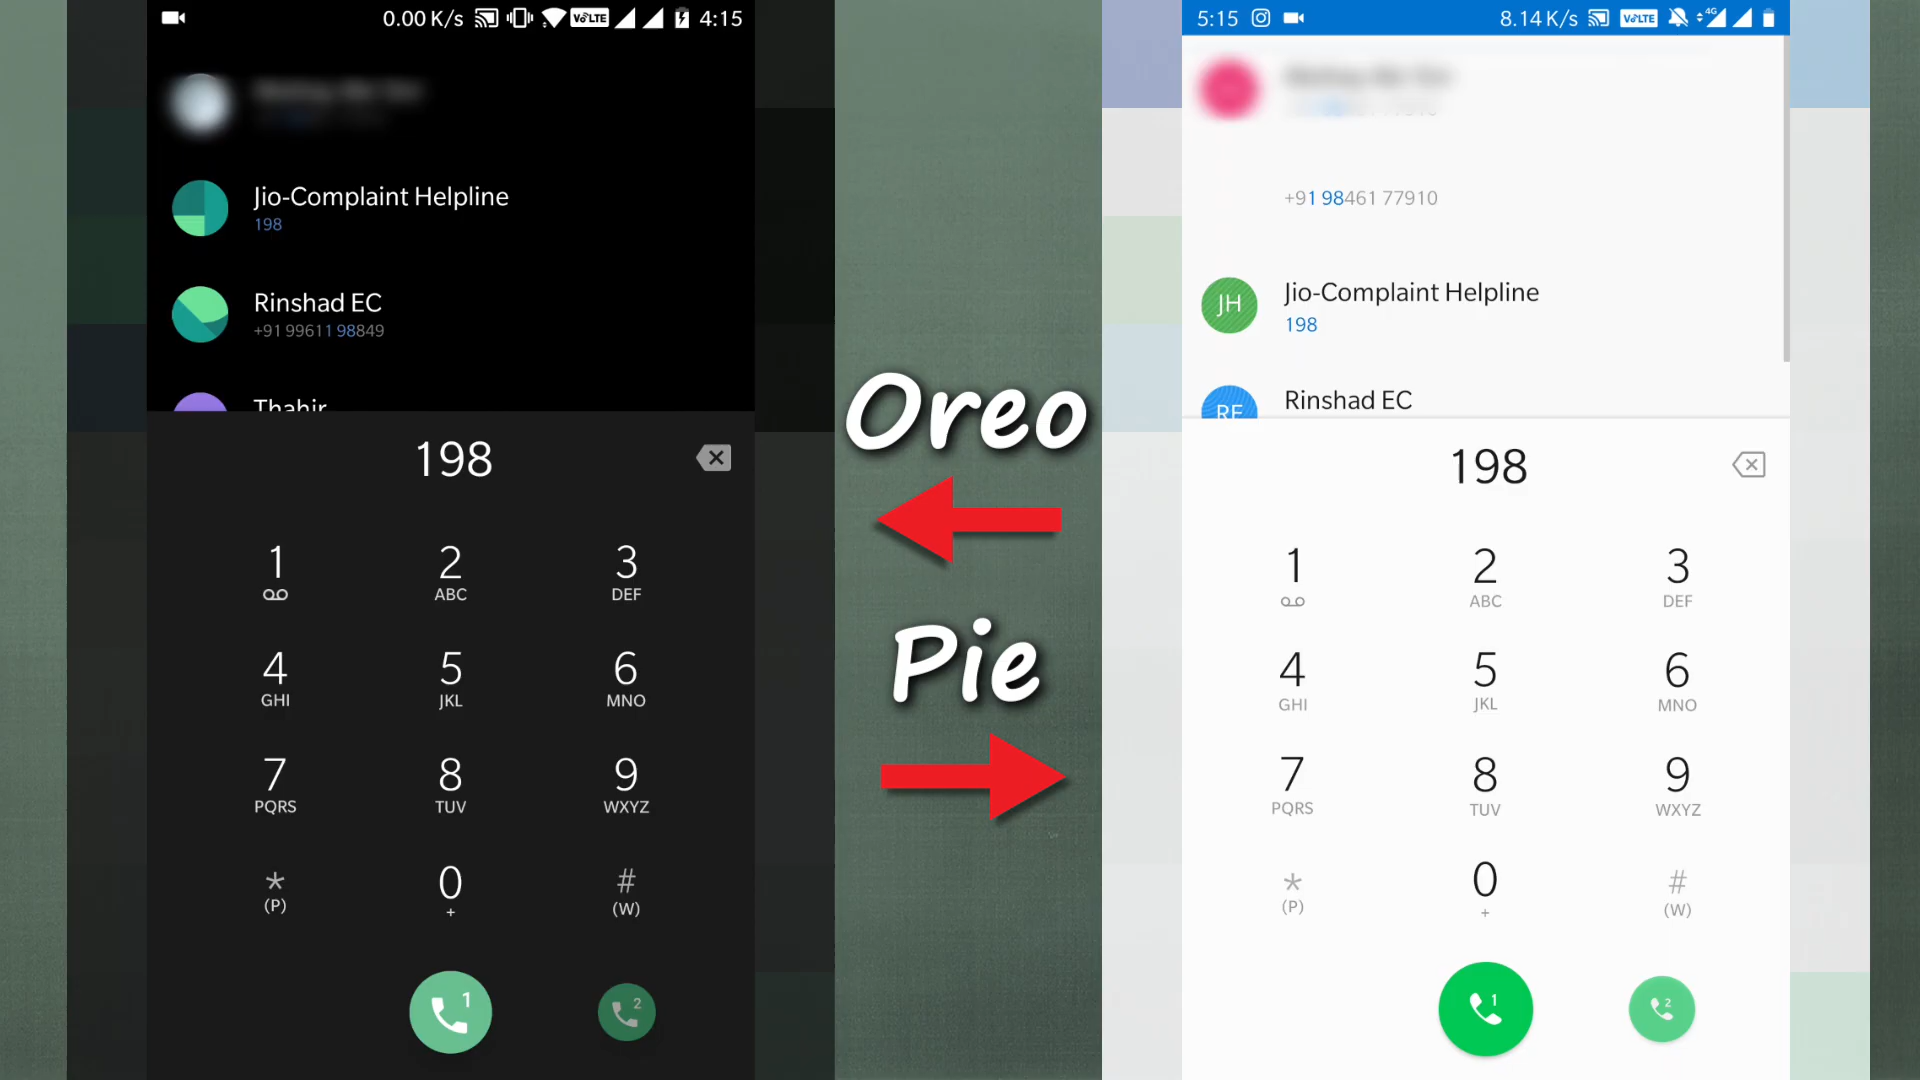 0.00 K/s VoLTE 4:15
Jio-Complaint Helpline
198
Rinshad EC
+91 99611 98849
Thahir
198
1
2 ABC
3 DEF
4 GHI
5 JKL
6 MNO
7 PQRS
8 TUV
9 WXYZ
* (P)
0 +
# (W)
1
2
Oreo
Pie
5:15 8.14 K/s VoLTE 4G
+91 98461 77910
Jio-Complaint Helpline
JH
198
Rinshad EC
RE
198
1
2 ABC
3 DEF
4 GHI
5 JKL
6 MNO
7 PQRS
8 TUV
9 WXYZ
* (P)
0 +
# (W)
1
2